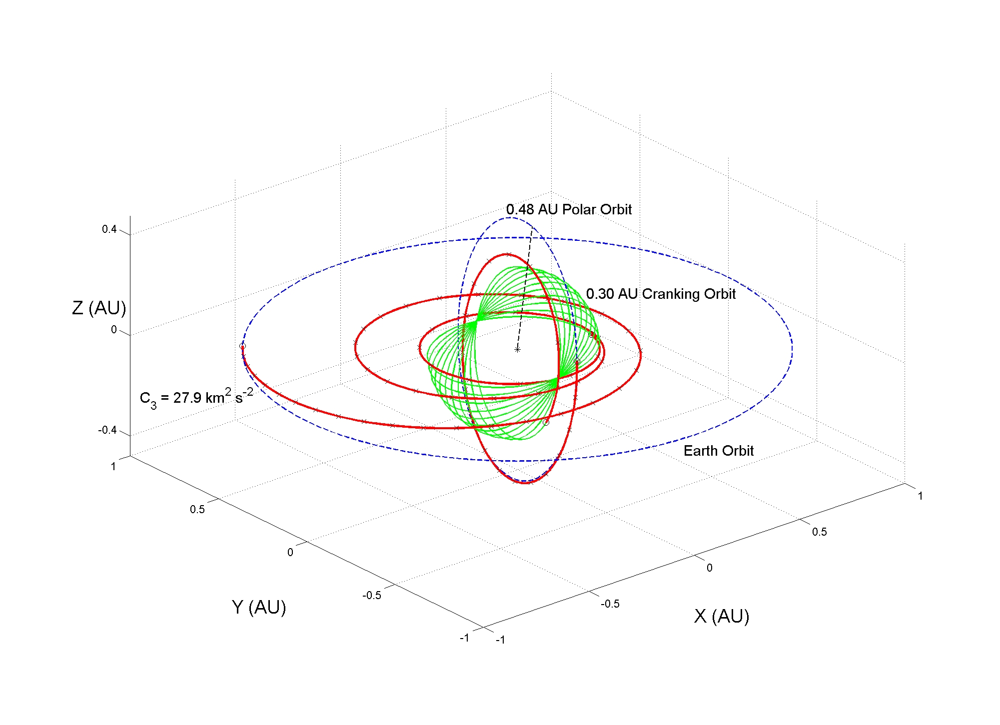 0.48 AU Polar Orbit
0.4
0.30 AU Cranking Orbit
Z (AU)
0
C₃ = 27.9 km² s⁻²
-0.4
Earth Orbit
1
1
0.5
0.5
0
0
-0.5
-0.5
Y (AU)
X (AU)
-1
-1